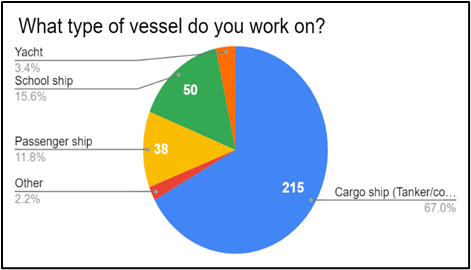 What type of vessel do you work on?
Yacht
3.4%
School ship
15.6%
50
Passenger ship
11.8%
38
Other
2.2%
215
Cargo ship (Tanker/co…
67.0%